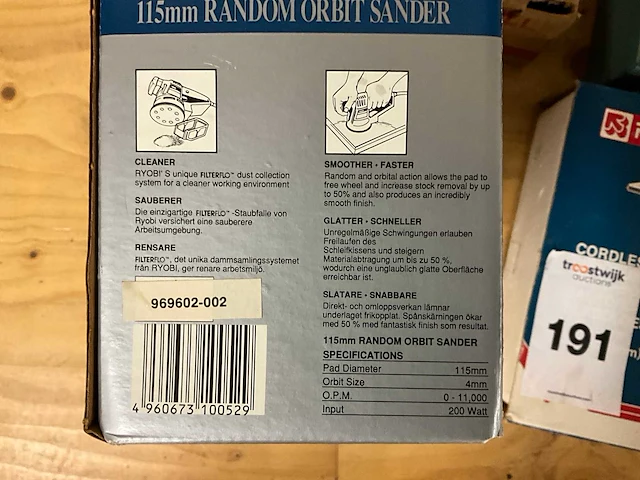 115mm RANDOM ORBIT SANDER
CLEANER
RYOBI' S unique FILTERFLO™ dust collection
system for a cleaner working environment
SAUBERER
Die einzigartige FILTERFLO™-Staubfalle von
Ryobi versichert eine sauberere
Arbeitsumgebung.
RENSARE
FILTERFLO™, det unika dammsamlingssystemet
från RYOBI, ger renare arbetsmiljö.
969602-002
4 960673 100529
SMOOTHER • FASTER
Random and orbital action allows the pad to
free wheel and increase stock removal by up
to 50% and also produces an incredibly
smooth finish.
GLATTER • SCHNELLER
Unregelmäßige Schwingungen erlauben
Freilaufen des
Schleifkissens und steigern
Materialabtragung um bis zu 50 %,
wodurch eine unglaublich glatte Oberfläche
erreichbar ist.
SLATARE • SNABBARE
Direkt- och omloppsverkan lämnar
underlaget frikopplat. Spånskärningen ökar
med 50 % med fantastisk finish som resultat.
115mm RANDOM ORBIT SANDER
SPECIFICATIONS
Pad Diameter 115mm
Orbit Size 4mm
O.P.M. 0 - 11,000
Input 200 Watt
troostwijk
auctions
191